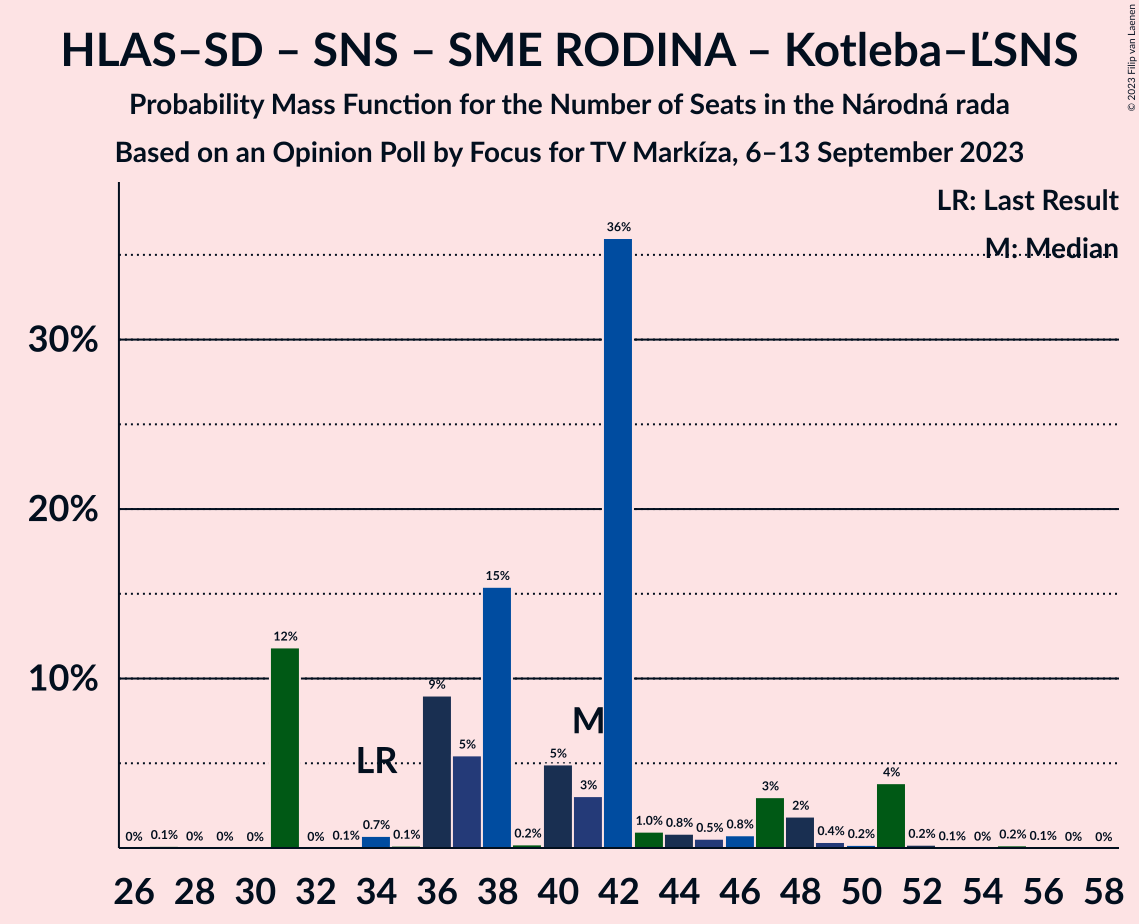 HLAS–SD – SNS – SME RODINA – Kotleba–ĽSNS
Probability Mass Function for the Number of Seats in the Národná rada
Based on an Opinion Poll by Focus for TV Markíza, 6–13 September 2023
© 2023 Filip van Laenen
LR: Last Result
M: Median
36%
30%
20%
15%
12%
10%
9%
M
5%
LR
5%
3%
4%
3%
2%
0% 0.1% 0% 0% 0% 0% 0.1% 0.7% 0.1% 0.2% 1.0% 0.8% 0.5% 0.8% 0.4% 0.2% 0.2% 0.1% 0% 0.2% 0.1% 0% 0%
26 28 30 32 34 36 38 40 42 44 46 48 50 52 54 56 58